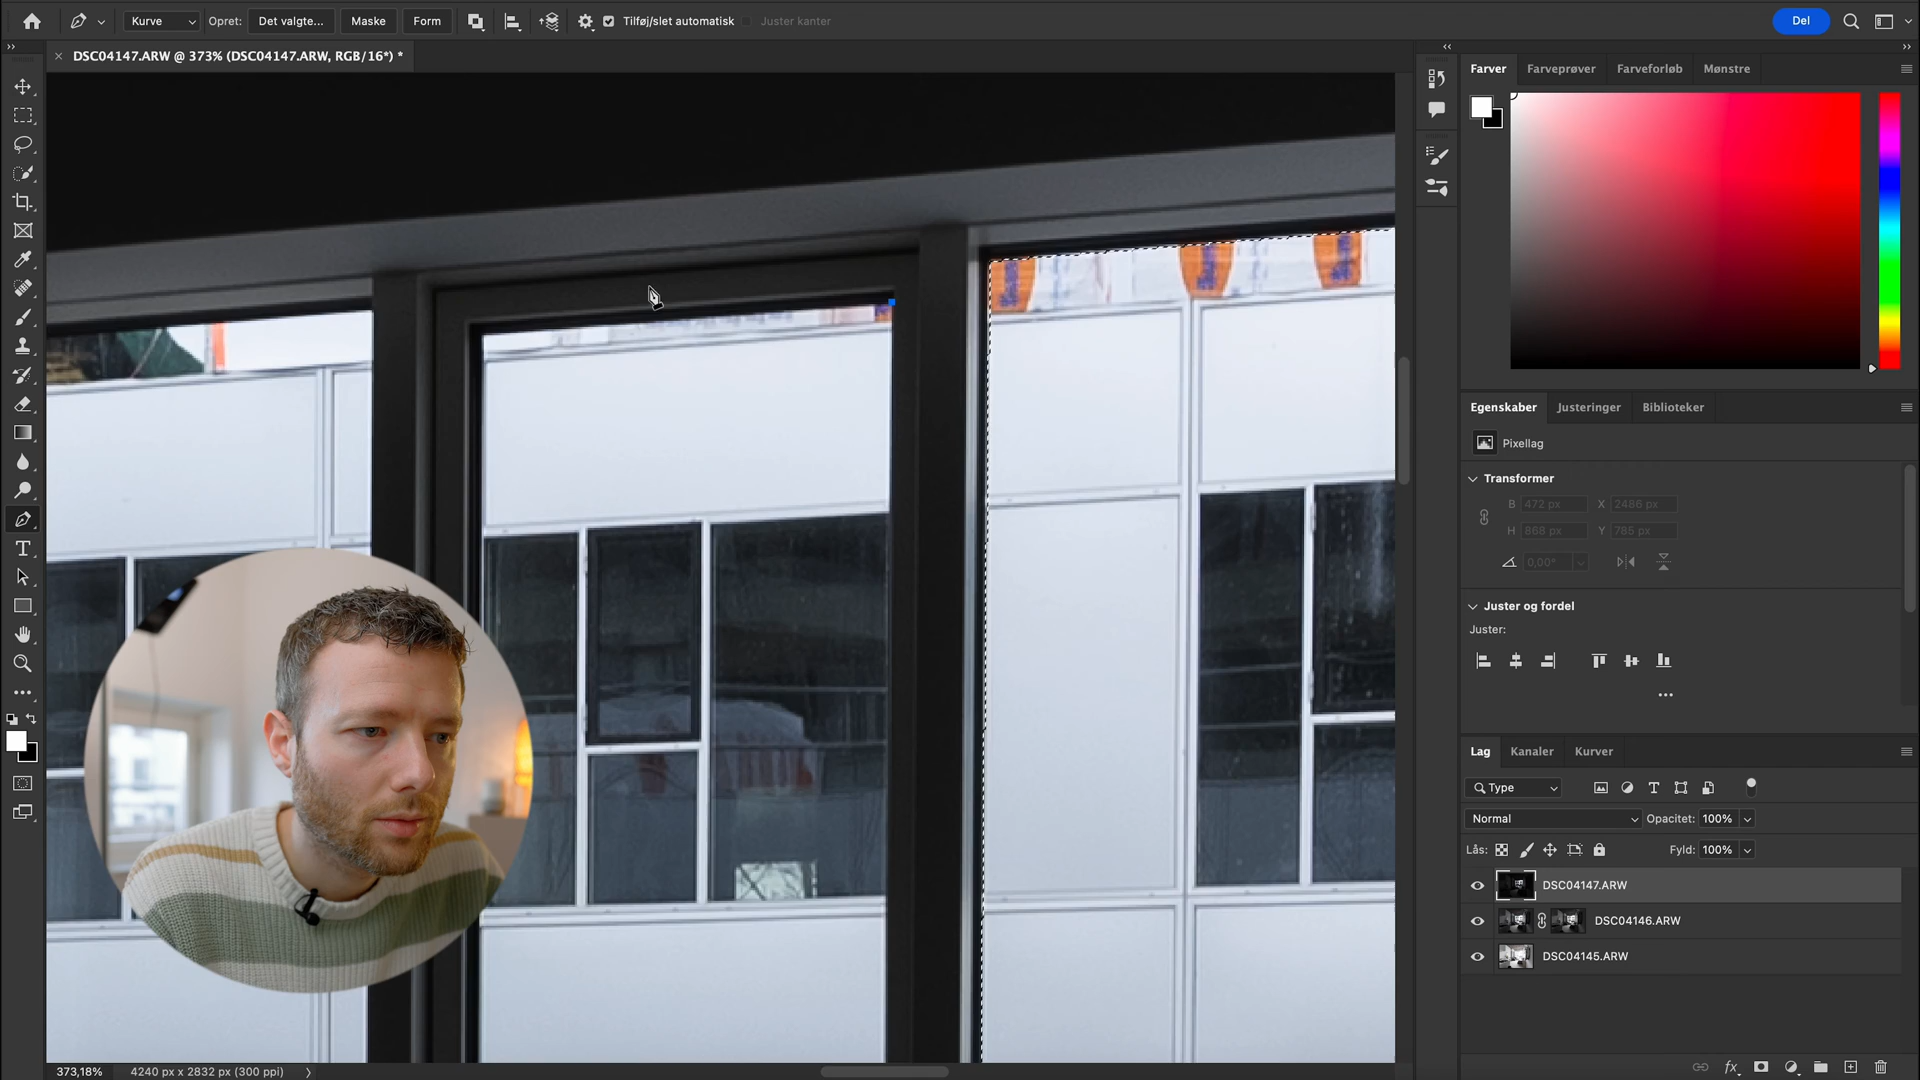 Kurve
Opret:
Det valgte...
Maske
Form
Tilføj/slet automatisk
Juster kanter
Del
DSC04147.ARW @ 373% (DSC04147.ARW, RGB/16*) *
Farver
Farveprøver
Farveforløb
Mønstre
Egenskaber
Justeringer
Biblioteker
Pixellag
Transformer
B 472 px X 2486 px
H 868 px Y 785 px
0,00°
Juster og fordel
Juster:
Lag
Kanaler
Kurver
Type
Normal
Opacitet: 100%
Lås:
Fyld: 100%
DSC04147.ARW
DSC04146.ARW
DSC04145.ARW
fx
373,18%
4240 px x 2832 px (300 ppi)